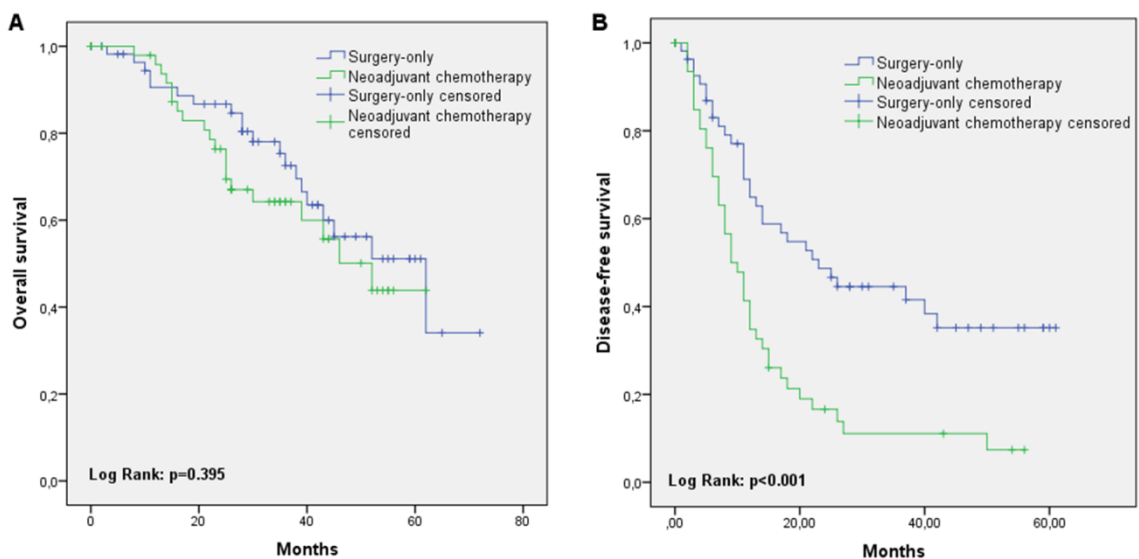 A
Overall survival
1,0
0,8
0,6
0,4
0,2
0,0
Surgery-only
Neoadjuvant chemotherapy
Surgery-only censored
Neoadjuvant chemotherapy
censored
Log Rank: p=0.395
0
20
40
60
80
Months
B
Disease-free survival
1,0
0,8
0,6
0,4
0,2
0,0
Surgery-only
Neoadjuvant chemotherapy
Surgery-only censored
Neoadjuvant chemotherapy censored
Log Rank: p<0.001
,00
20,00
40,00
60,00
Months